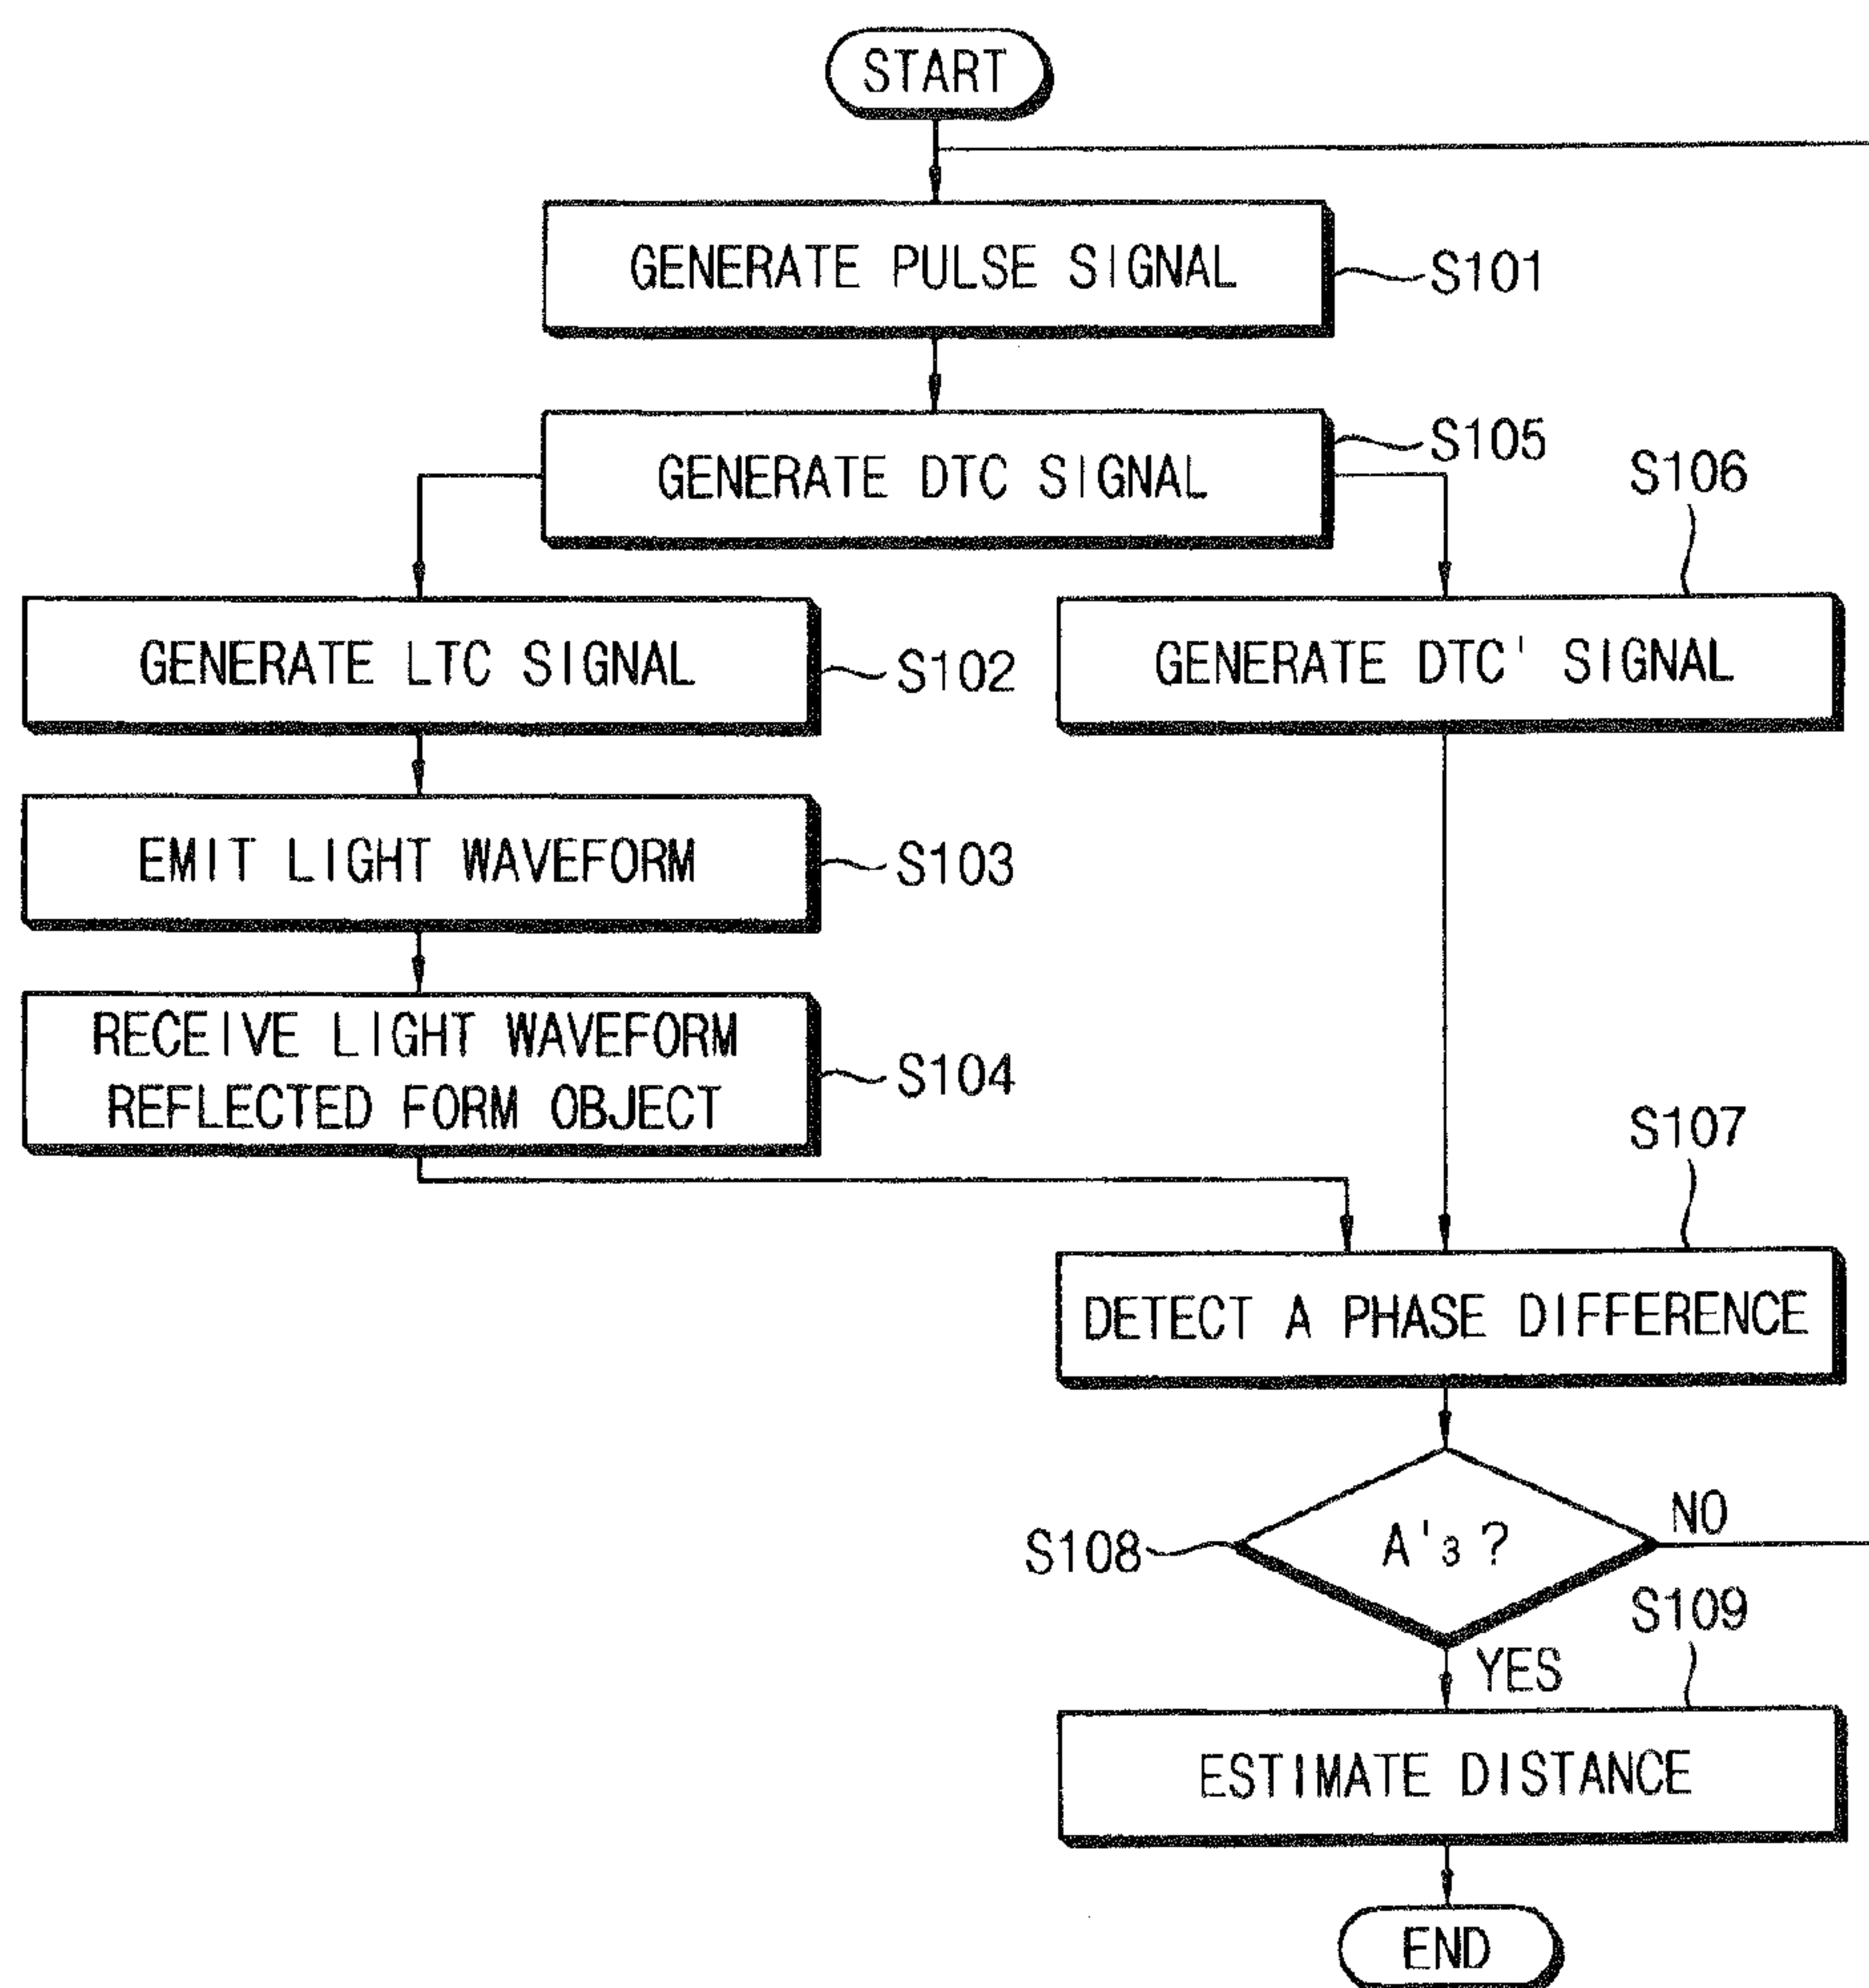 START
GENERATE PULSE SIGNAL
S101
GENERATE DTC SIGNAL
S105
S106
GENERATE LTC SIGNAL
S102
GENERATE DTC' SIGNAL
EMIT LIGHT WAVEFORM
S103
RECEIVE LIGHT WAVEFORM
REFLECTED FORM OBJECT
S104
S107
DETECT A PHASE DIFFERENCE
S108
A'₃ ?
NO
YES
S109
ESTIMATE DISTANCE
END